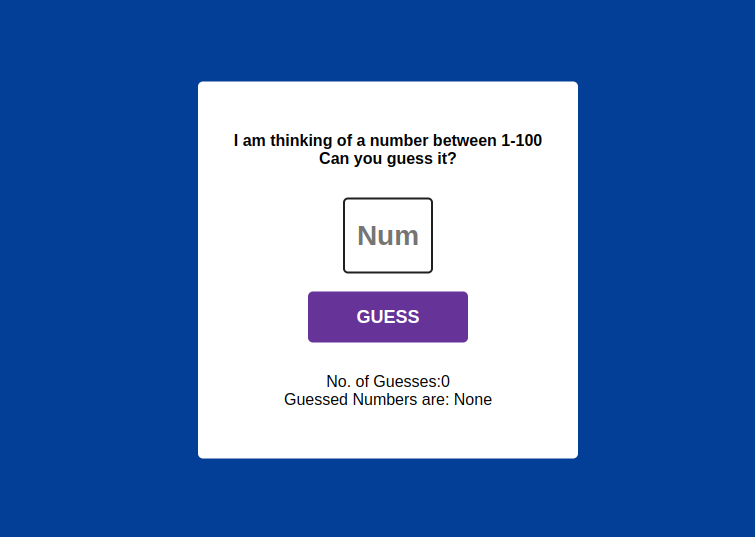 I am thinking of a number between 1-100
Can you guess it?
Num
GUESS
No. of Guesses:0
Guessed Numbers are: None